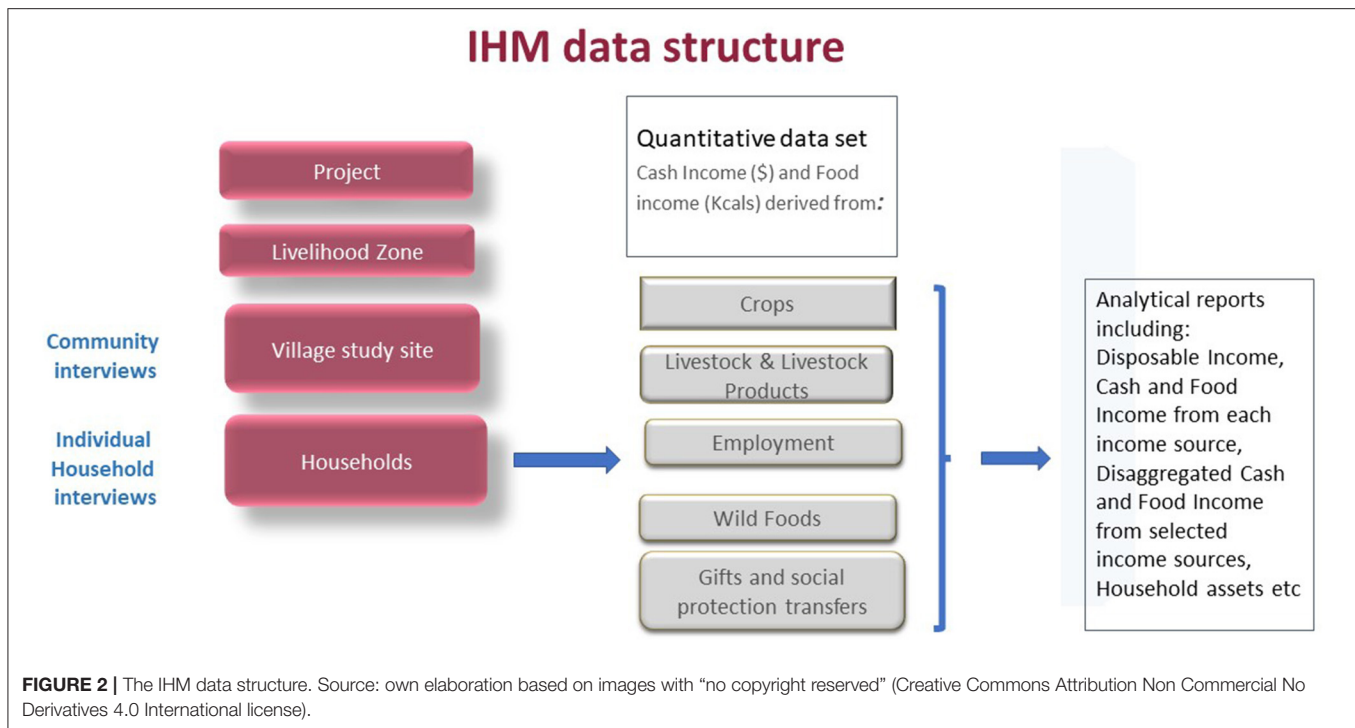 IHM data structure
Project
Livelihood Zone
Community
interviews
Village study site
Individual
Household
interviews
Households
Quantitative data set
Cash Income ($) and Food
income (Kcals) derived from:
Crops
Livestock & Livestock
Products
Employment
Wild Foods
Gifts and social
protection transfers
Analytical reports
including:
Disposable Income,
Cash and Food
Income from each
income source,
Disaggregated Cash
and Food Income
from selected
income sources,
Household assets etc
FIGURE 2 | The IHM data structure. Source: own elaboration based on images with “no copyright reserved” (Creative Commons Attribution Non Commercial No
Derivatives 4.0 International license).